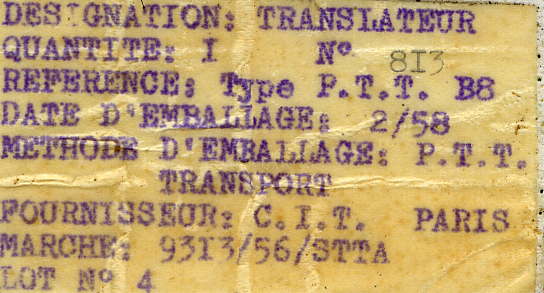 DESIGNATION: TRANSLATEUR
QUANTITE: I N° 8I3
REFERENCE: Type P.T.T. B8
DATE D'EMBALLAGE: 2/58
METHODE D'EMBALLAGE: P.T.T.
TRANSPORT
FOURNISSEUR: C.I.T. PARIS
MARCHE: 9313/56/STTA
LOT N° 4